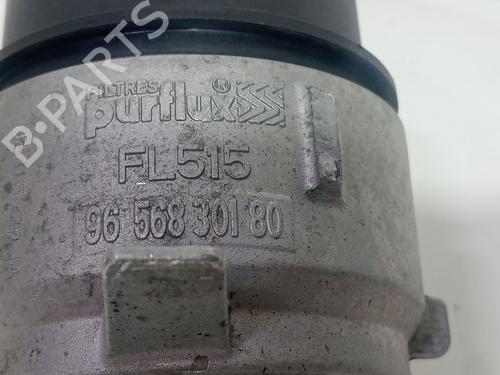 FILTRES
purflux®
FL515
96 568 301 80
B-PARTS